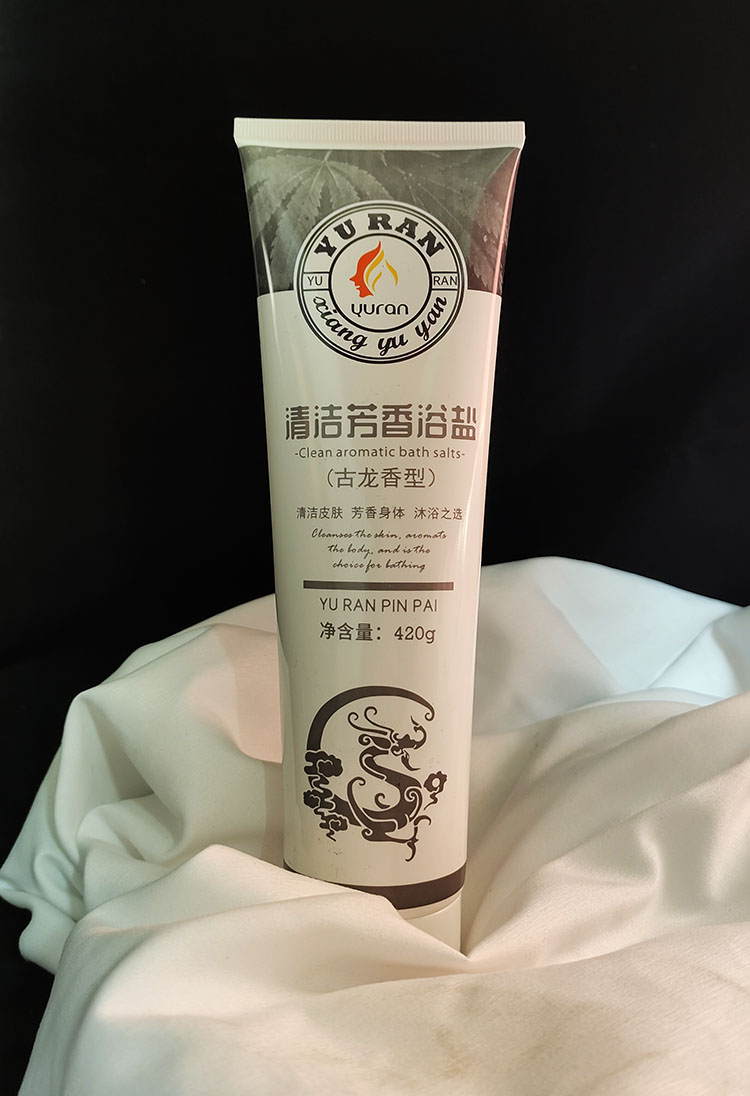 YU RAN
YU
RAN
yuran
xiang yu yan
清洁芳香浴盐
-Clean aromatic bath salts-
（古龙香型）
清洁皮肤 芳香身体 沐浴之选
Cleanses the skin, aromats
the body, and is the
choice for bathing
YU RAN PIN PAI
净含量：420g